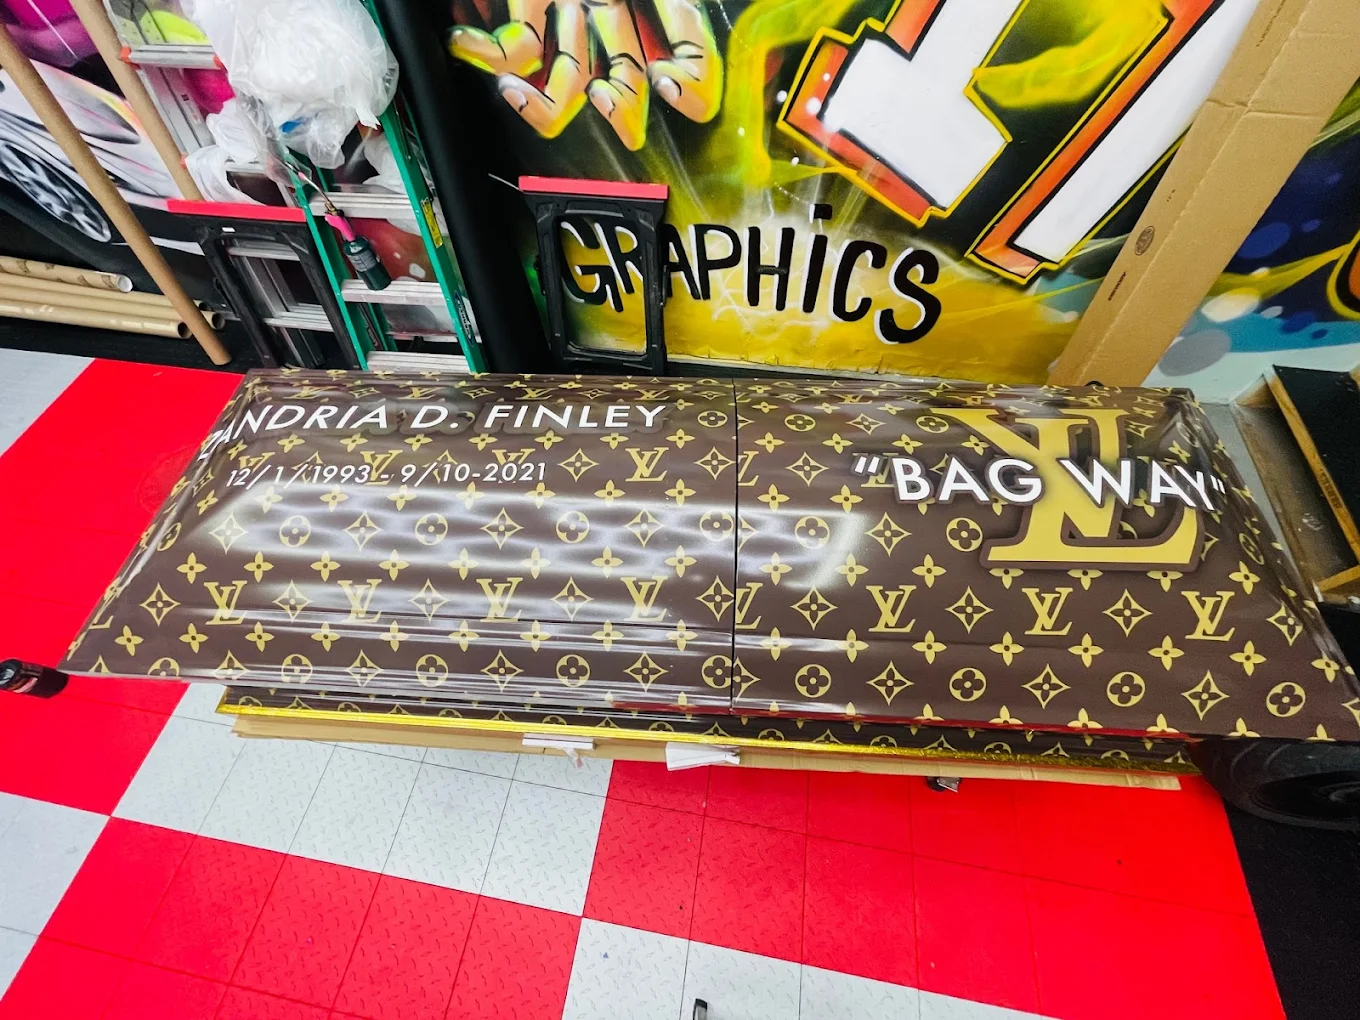 GRAPHiCS
ZANDRIA D. FINLEY
12/1/1993 - 9/10-2021
"BAG WAY"